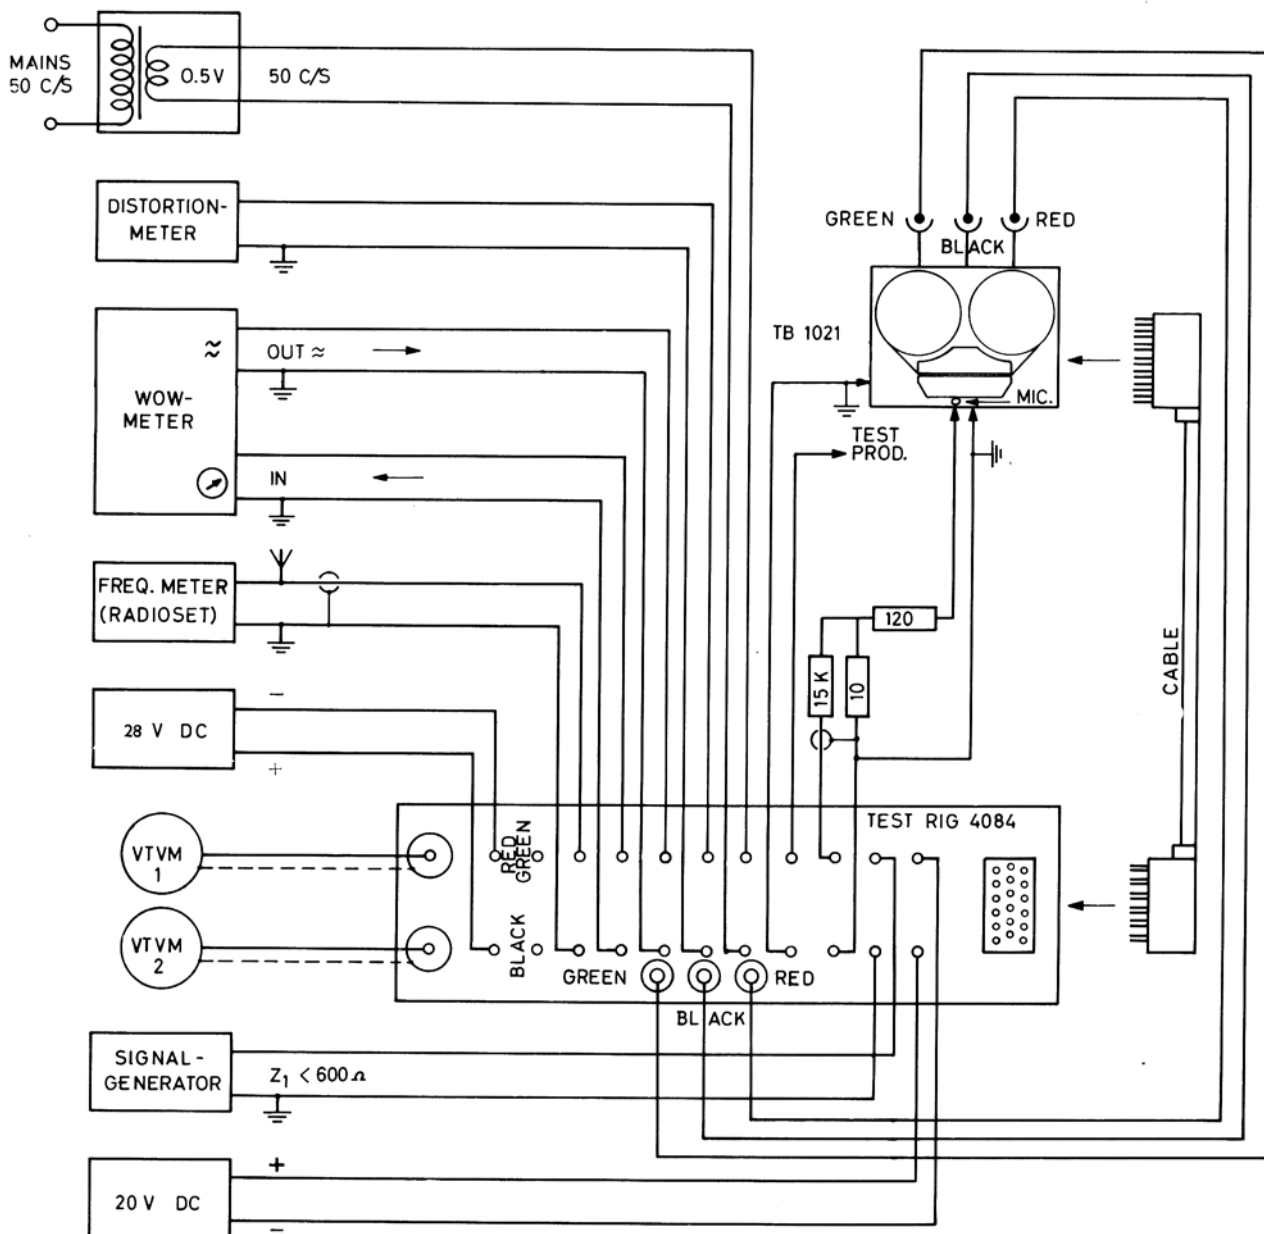 MAINS
50 C/S
0.5 V
50 C/S
DISTORTION-
METER
WOW-
METER
≈
OUT ≈
IN
FREQ. METER
(RADIOSET)
28 V DC
−
+
VTVM
1
VTVM
2
SIGNAL-
GENERATOR
Z₁ < 600 Ω
20 V DC
+
−
GREEN
BLACK
RED
TB 1021
MIC.
TEST
PROD.
120
15 K
10
CABLE
TEST RIG 4084
RED
GREEN
BLACK
GREEN
BLACK
RED